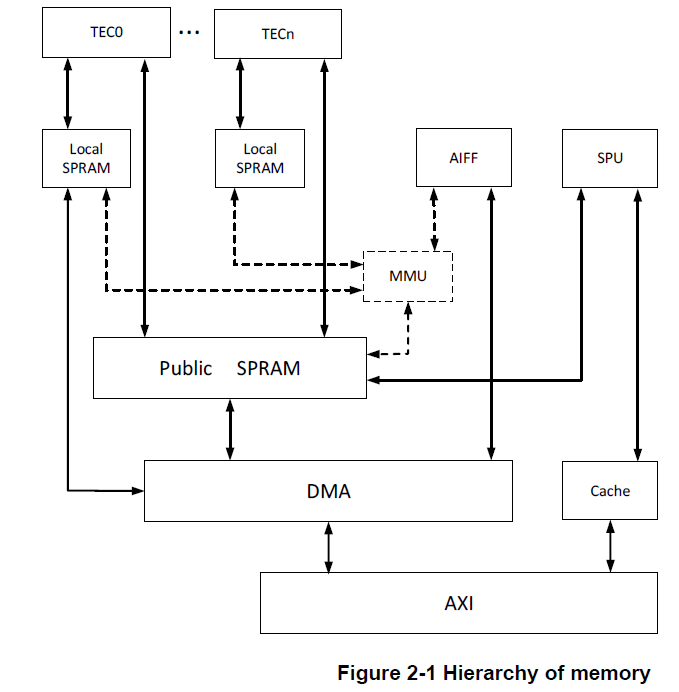 TEC0
...
TECn
Local
SPRAM
Local
SPRAM
AIFF
SPU
MMU
Public SPRAM
DMA
Cache
AXI
Figure 2-1 Hierarchy of memory